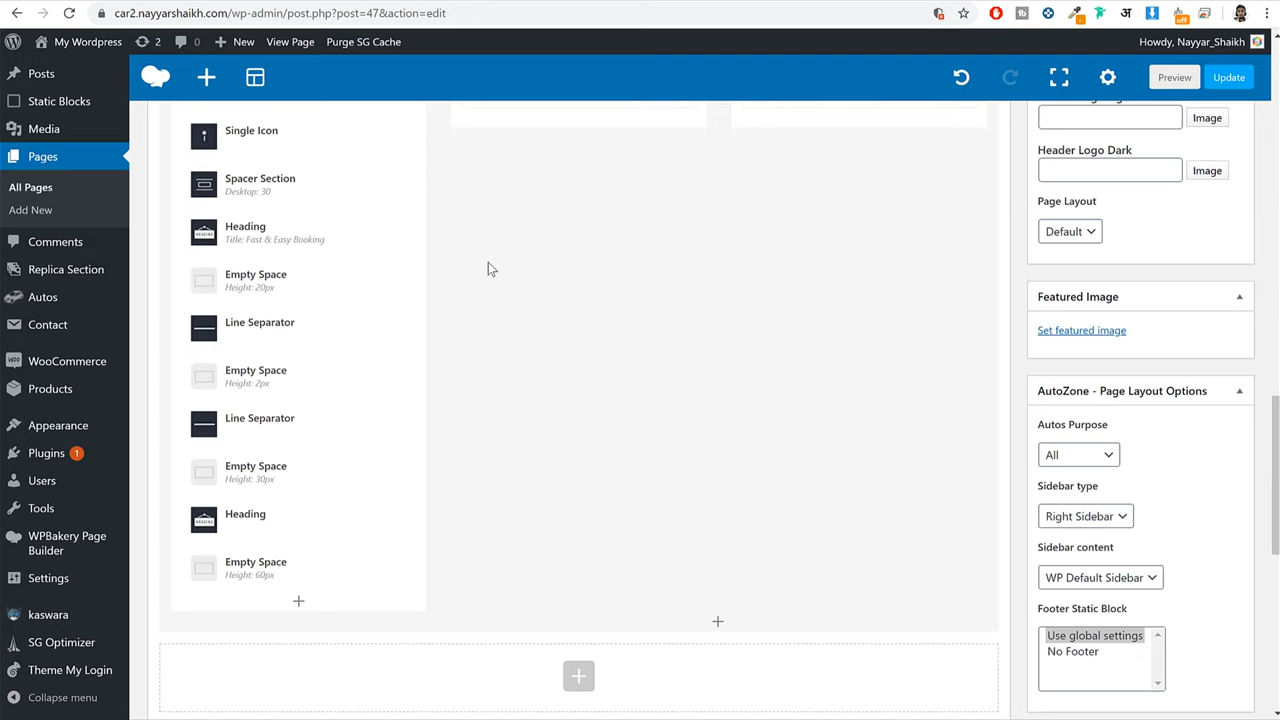 car2.nayyarshaikh.com/wp-admin/post.php?post=47&action=edit
अ
off
My Wordpress
2
0
New
View Page
Purge SG Cache
Howdy, Nayyar_Shaikh
Posts
Static Blocks
Media
Pages
All Pages
Add New
Comments
Replica Section
Autos
Contact
WooCommerce
Products
Appearance
Plugins 1
Users
Tools
WPBakery Page
Builder
Settings
kaswara
SG Optimizer
Theme My Login
Collapse menu
Preview
Update
Single Icon
Spacer Section
Desktop: 30
HEADING
Heading
Title: Fast & Easy Booking
Empty Space
Height: 20px
Line Separator
Empty Space
Height: 2px
Line Separator
Empty Space
Height: 30px
HEADING
Heading
Empty Space
Height: 60px
Image
Header Logo Dark
Image
Page Layout
Default
Featured Image
Set featured image
AutoZone - Page Layout Options
Autos Purpose
All
Sidebar type
Right Sidebar
Sidebar content
WP Default Sidebar
Footer Static Block
Use global settings
No Footer